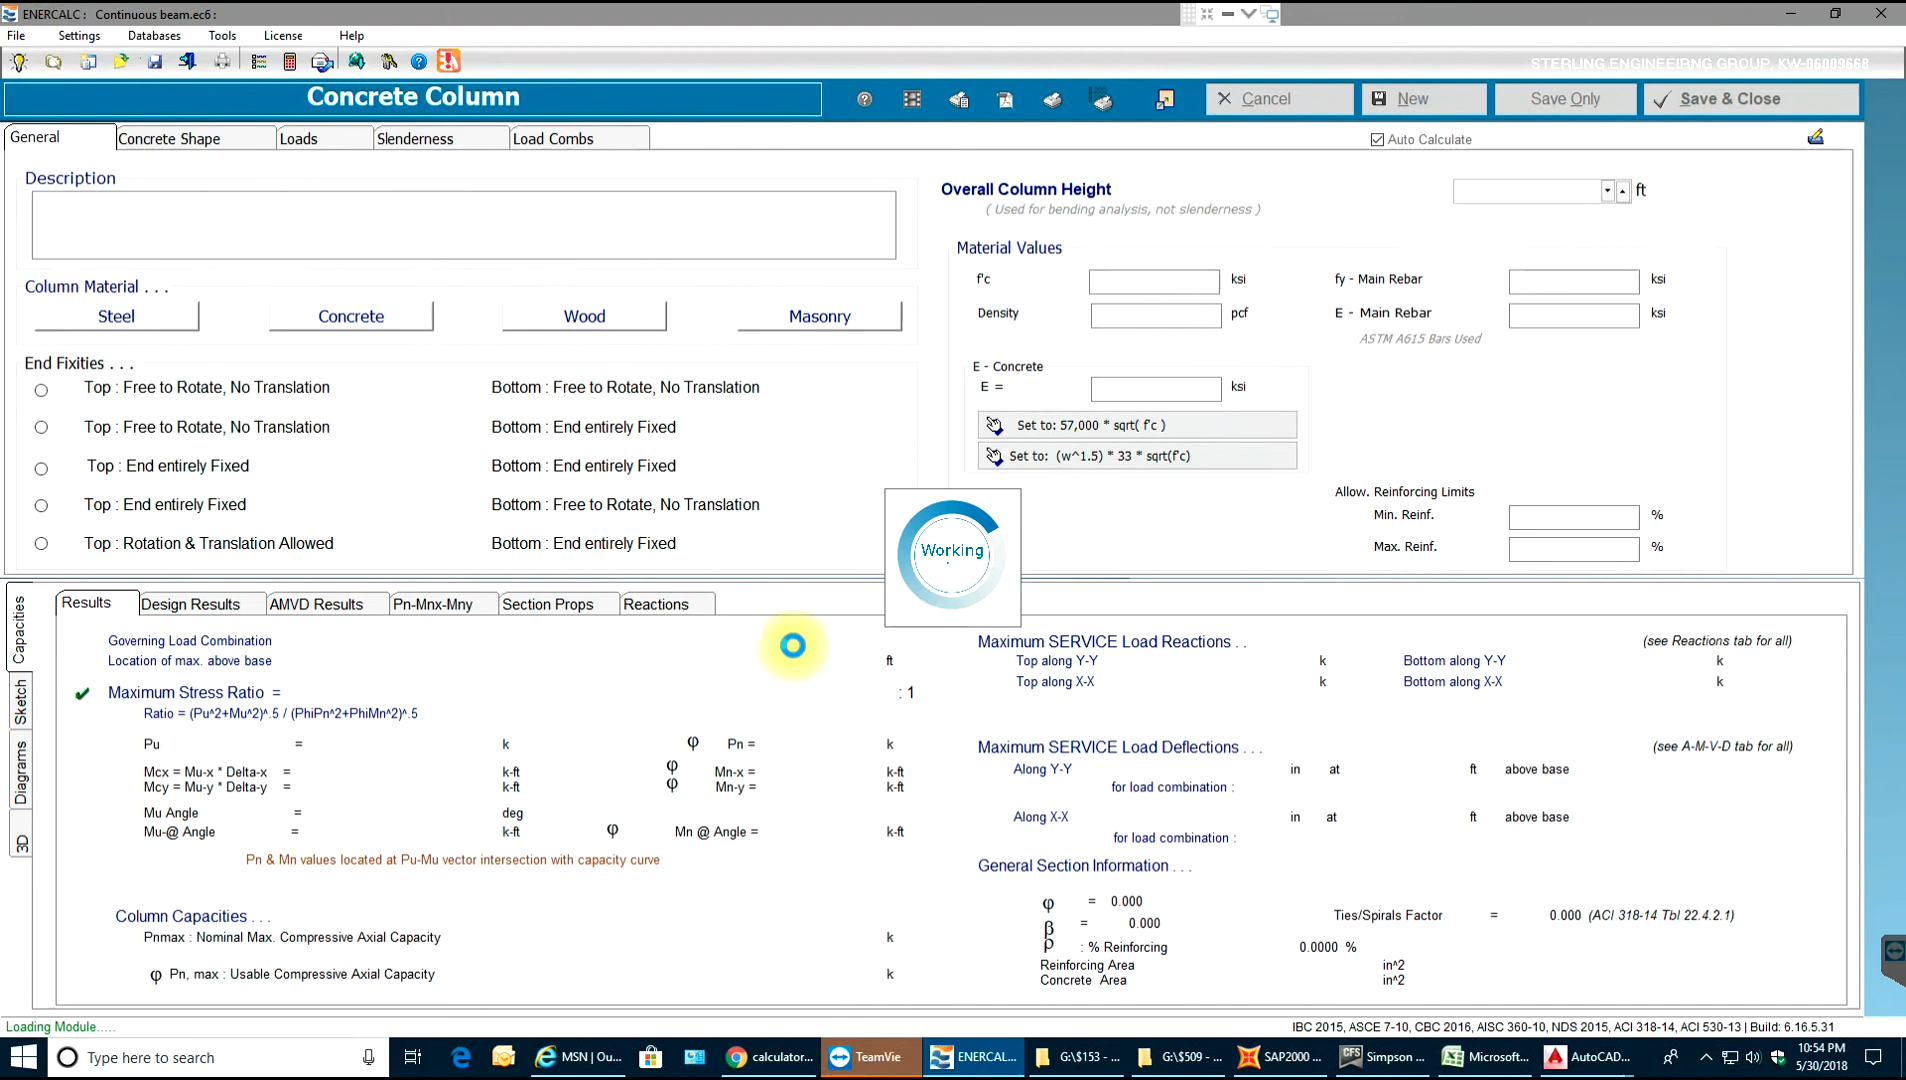 ENERCALC : Continuous beam.ec6 :
File Settings Databases Tools License Help
STERLING ENGINEEIRNG GROUP, KW-06009668
Concrete Column
Cancel New Save Only Save & Close
General Concrete Shape Loads Slenderness Load Combs
Auto Calculate
Description
Overall Column Height ft
( Used for bending analysis, not slenderness )
Material Values
f'c ksi fy - Main Rebar ksi
Density pcf E - Main Rebar ksi
ASTM A615 Bars Used
Column Material . . .
Steel Concrete Wood Masonry
End Fixities . . .
Top : Free to Rotate, No Translation Bottom : Free to Rotate, No Translation
Top : Free to Rotate, No Translation Bottom : End entirely Fixed
Top : End entirely Fixed Bottom : End entirely Fixed
Top : End entirely Fixed Bottom : Free to Rotate, No Translation
Top : Rotation & Translation Allowed Bottom : End entirely Fixed
E - Concrete
E = ksi
Set to: 57,000 * sqrt( f'c )
Set to: (w^1.5) * 33 * sqrt(f'c)
Allow. Reinforcing Limits
Min. Reinf. %
Max. Reinf. %
Working
Capacities
Sketch
Diagrams
3D
Results Design Results AMVD Results Pn-Mnx-Mny Section Props Reactions
Governing Load Combination
Location of max. above base ft
Maximum Stress Ratio = : 1
Ratio = (Pu^2+Mu^2)^.5 / (PhiPn^2+PhiMn^2)^.5
Pu = k φ Pn = k
Mcx = Mu-x * Delta-x = k-ft φ Mn-x = k-ft
Mcy = Mu-y * Delta-y = k-ft φ Mn-y = k-ft
Mu Angle = deg
Mu-@ Angle = k-ft φ Mn @ Angle = k-ft
Pn & Mn values located at Pu-Mu vector intersection with capacity curve
Column Capacities . . .
Pnmax : Nominal Max. Compressive Axial Capacity k
φ Pn, max : Usable Compressive Axial Capacity k
Maximum SERVICE Load Reactions . . (see Reactions tab for all)
Top along Y-Y k Bottom along Y-Y k
Top along X-X k Bottom along X-X k
Maximum SERVICE Load Deflections . . . (see A-M-V-D tab for all)
Along Y-Y in at ft above base
for load combination :
Along X-X in at ft above base
for load combination :
General Section Information . . .
φ = 0.000 Ties/Spirals Factor = 0.000 (ACI 318-14 Tbl 22.4.2.1)
β = 0.000
ρ : % Reinforcing 0.0000 %
Reinforcing Area in^2
Concrete Area in^2
Loading Module.....
IBC 2015, ASCE 7-10, CBC 2016, AISC 360-10, NDS 2015, ACI 318-14, ACI 530-13 | Build: 6.16.5.31
Type here to search MSN | Ou... calculator... TeamVie ENERCAL... G:\$153 - ... G:\$509 - ... SAP2000 ... CFS Simpson ... Microsoft... AutoCAD... 10:54 PM
5/30/2018